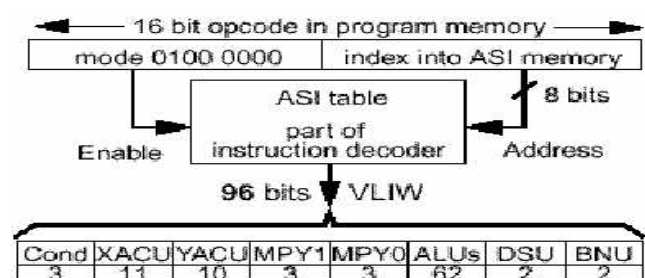 16 bit opcode in program memory
mode 0100 0000 index into ASI memory
ASI table 8 bits
part of
Enable instruction decoder Address
96 bits VLIW
Cond XACU YACU MPY1 MPY0 ALUs DSU BNU
3 11 10 3 3 62 2 2